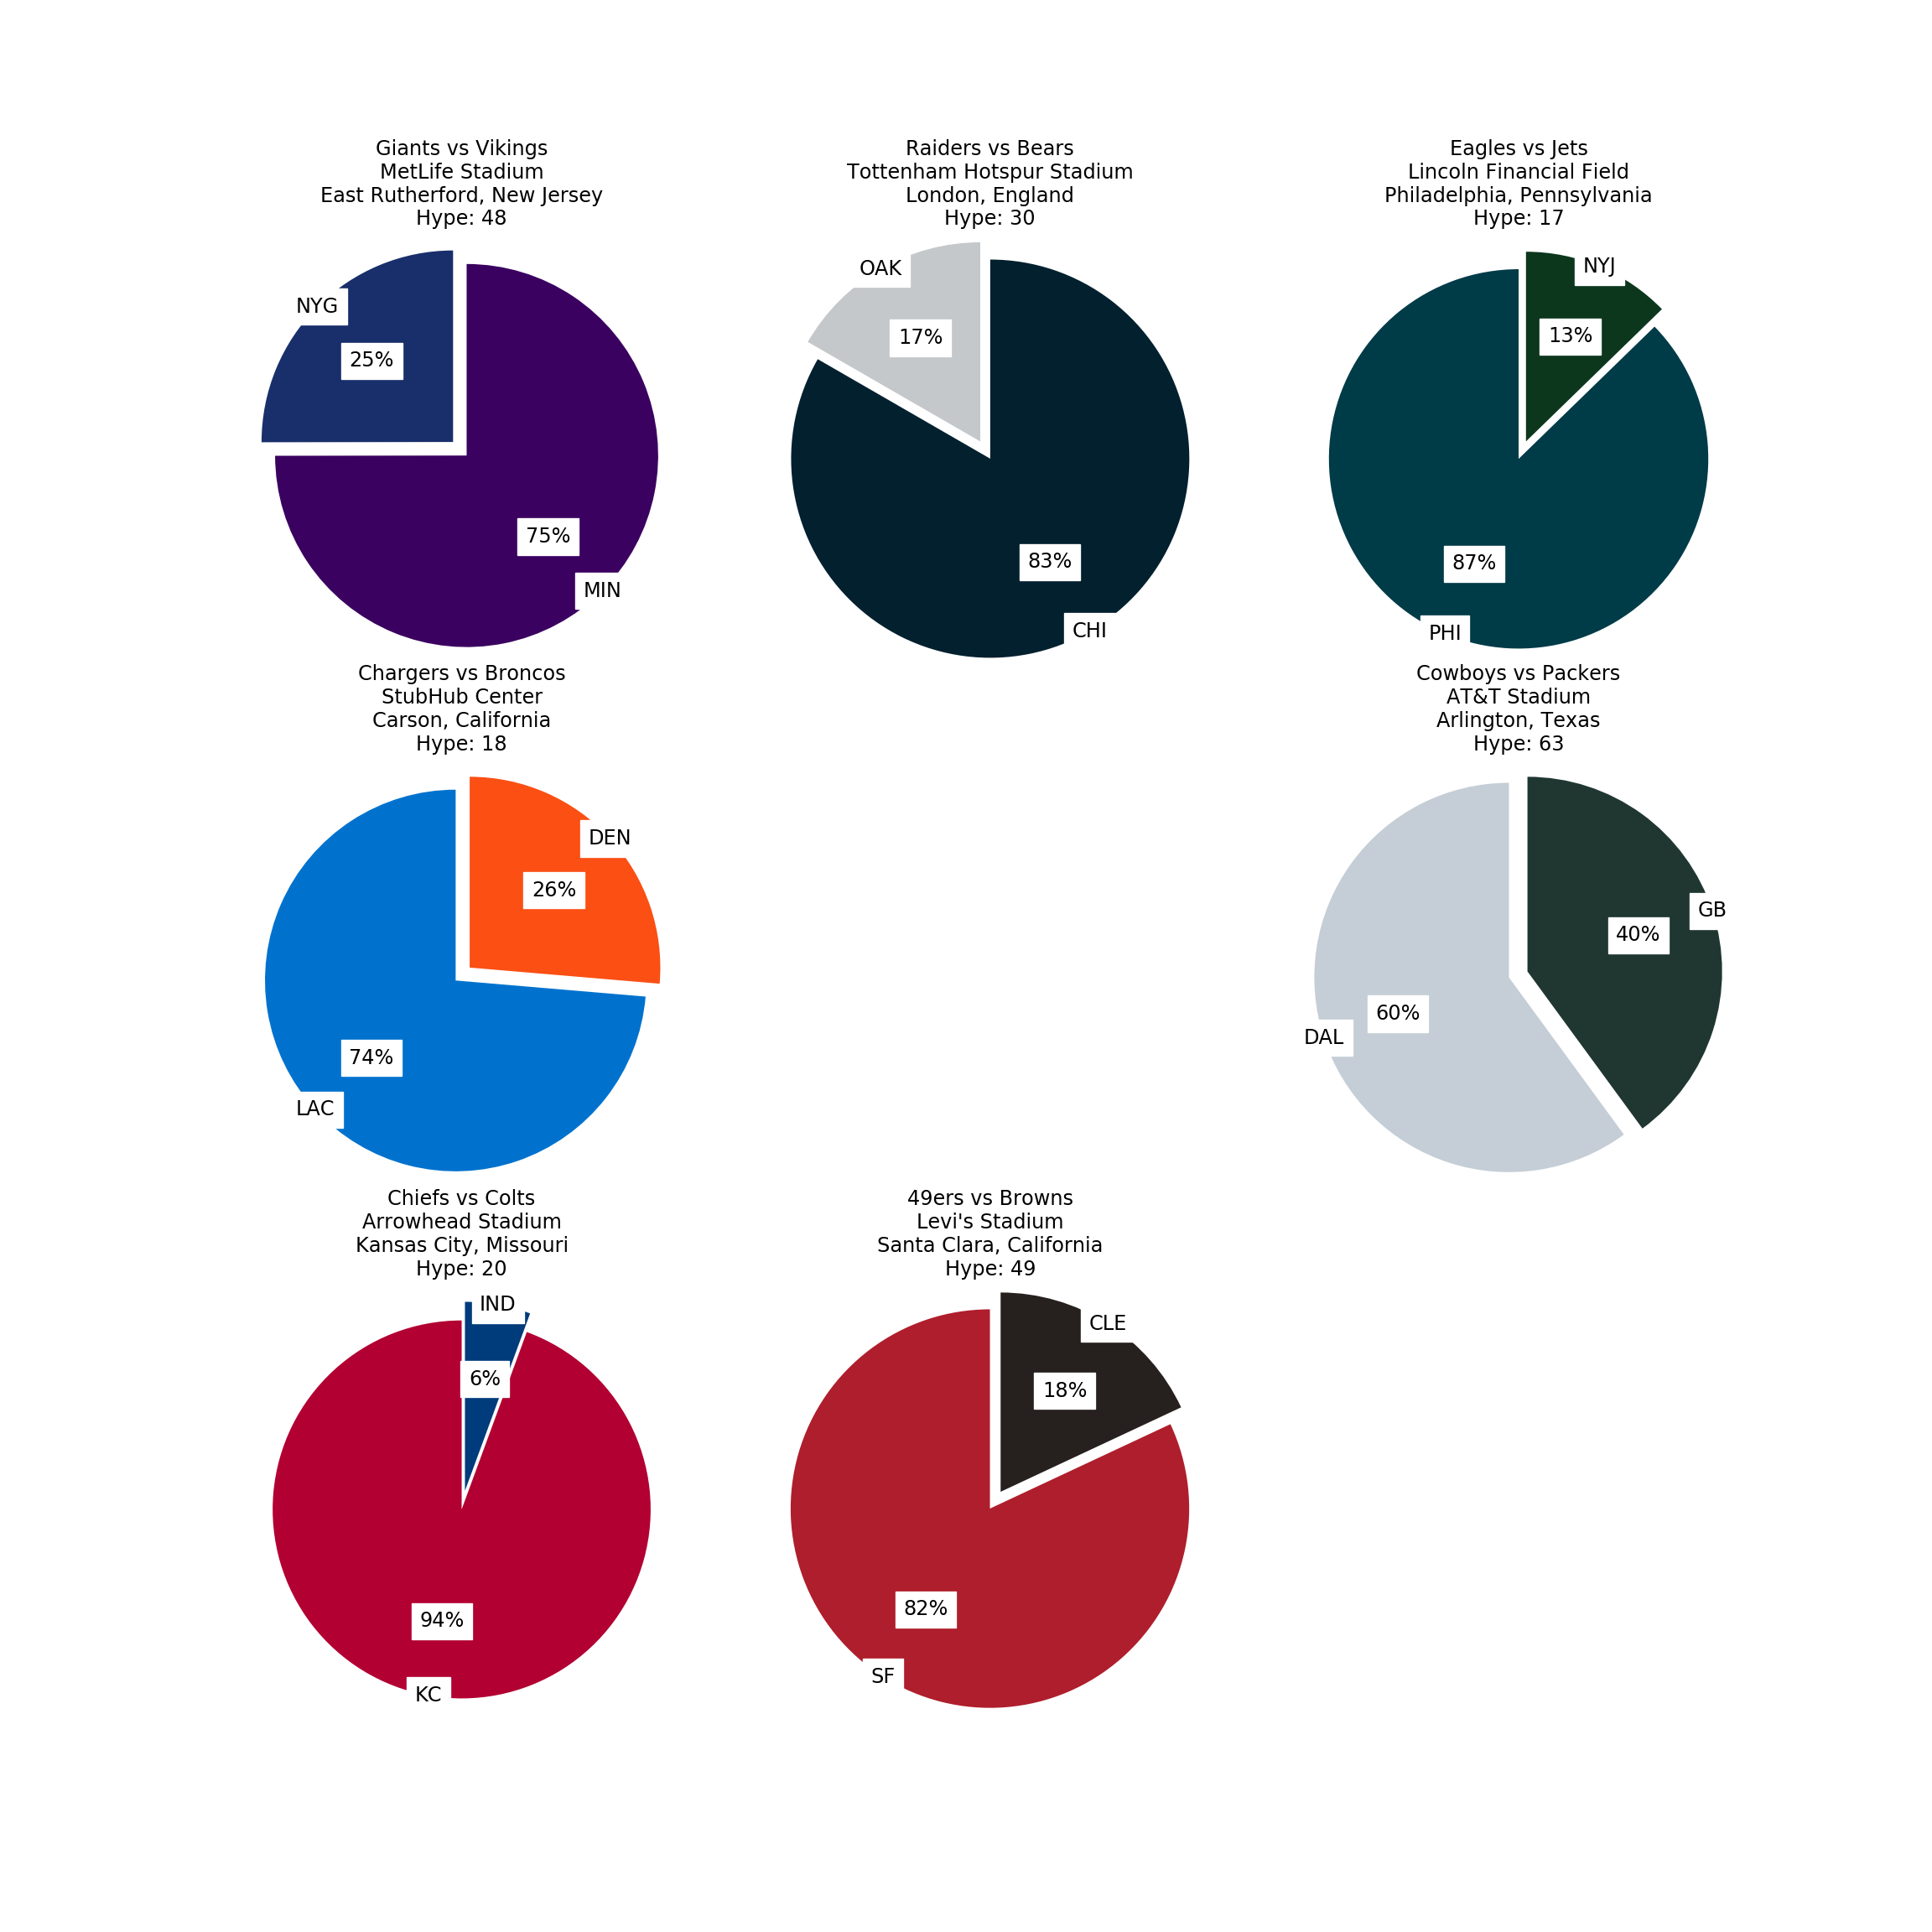 Giants vs Vikings
MetLife Stadium
East Rutherford, New Jersey
Hype: 48
NYG
25%
75%
MIN
Raiders vs Bears
Tottenham Hotspur Stadium
London, England
Hype: 30
OAK
17%
83%
CHI
Eagles vs Jets
Lincoln Financial Field
Philadelphia, Pennsylvania
Hype: 17
NYJ
13%
87%
PHI
Chargers vs Broncos
StubHub Center
Carson, California
Hype: 18
DEN
26%
74%
LAC
Cowboys vs Packers
AT&T Stadium
Arlington, Texas
Hype: 63
GB
40%
60%
DAL
Chiefs vs Colts
Arrowhead Stadium
Kansas City, Missouri
Hype: 20
IND
6%
94%
KC
49ers vs Browns
Levi's Stadium
Santa Clara, California
Hype: 49
CLE
18%
82%
SF